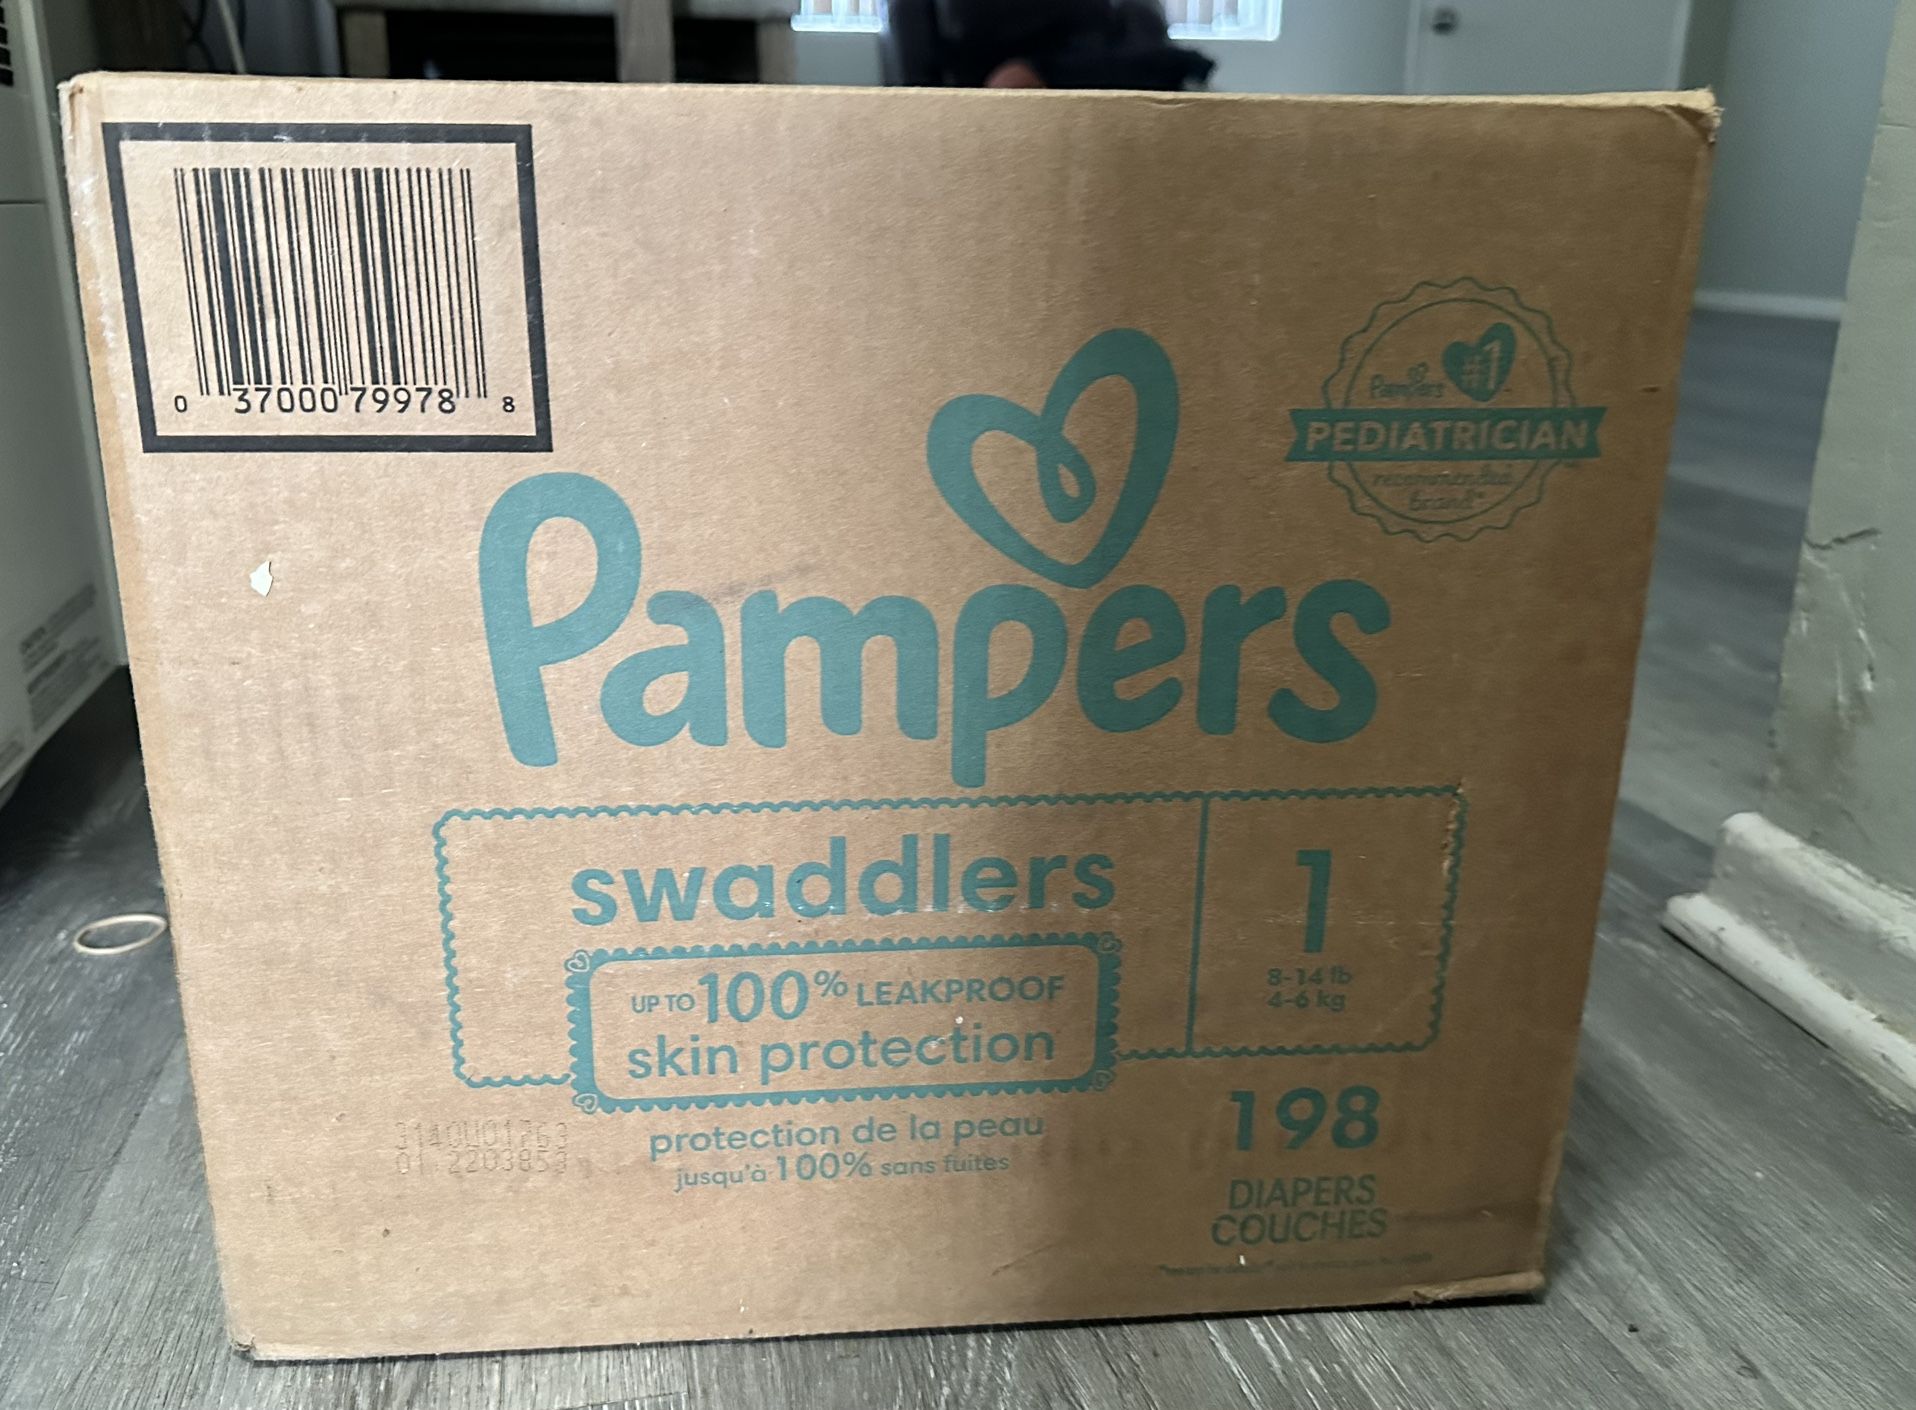 0 37000 79978 8
Pampers #1
PEDIATRICIAN
recommended
brand*
Pampers
swaddlers
1
8-14 lb
4-6 kg
UP TO 100% LEAKPROOF
skin protection
protection de la peau
jusqu'à 100% sans fuites
198
DIAPERS
COUCHES